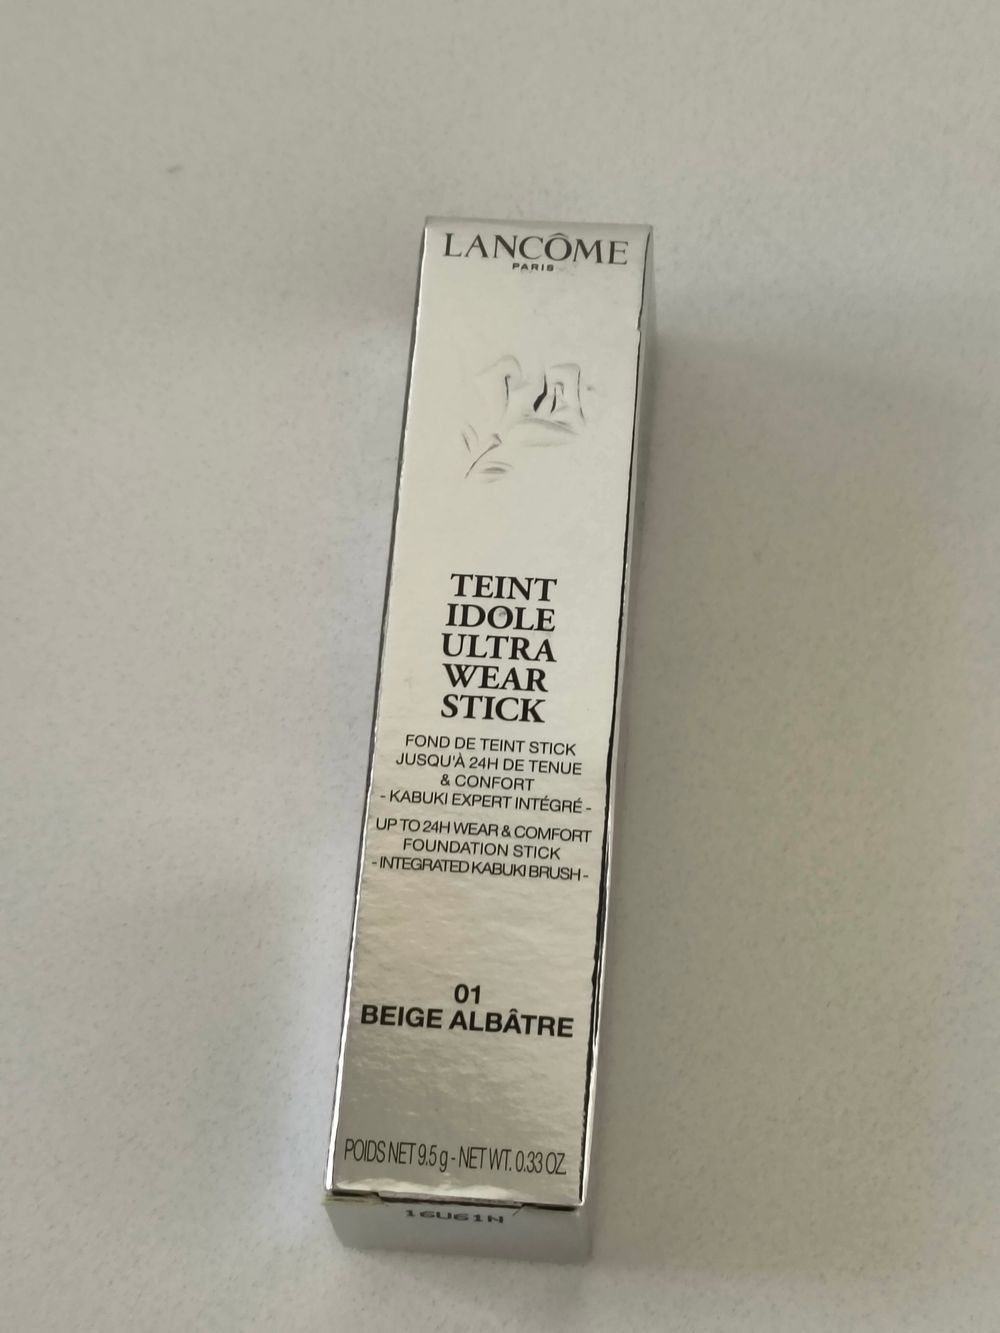 LANCÔME
PARIS
TEINT
IDOLE
ULTRA
WEAR
STICK
FOND DE TEINT STICK
JUSQU'À 24H DE TENUE
& CONFORT
- KABUKI EXPERT INTÉGRÉ -
UP TO 24H WEAR & COMFORT
FOUNDATION STICK
- INTEGRATED KABUKI BRUSH -
01
BEIGE ALBÂTRE
POIDS NET 9.5 g - NET WT. 0.33 OZ.
16U61N